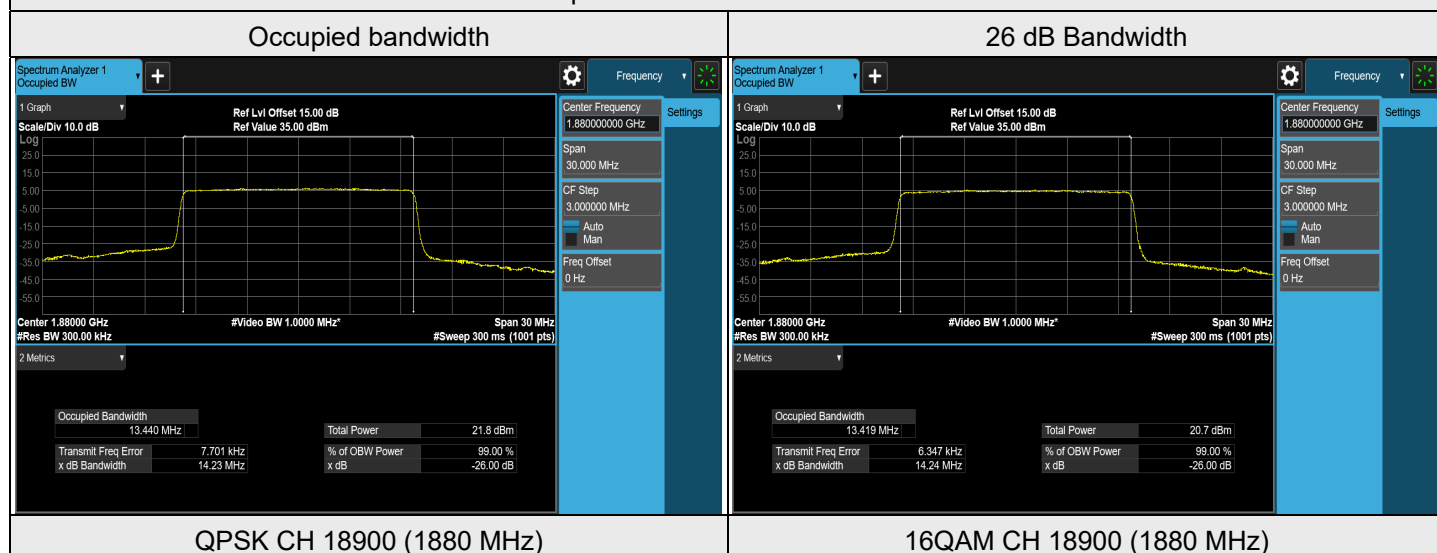 Occupied bandwidth
26 dB Bandwidth
Spectrum Analyzer 1
Occupied BW
+
Frequency
1 Graph
Ref Lvl Offset 15.00 dB
Scale/Div 10.0 dB
Ref Value 35.00 dBm
Log
25.0
15.0
5.00
-5.00
-15.0
-25.0
-35.0
-45.0
-55.0
Center 1.88000 GHz
#Video BW 1.0000 MHz*
Span 30 MHz
#Res BW 300.00 kHz
#Sweep 300 ms (1001 pts)
Center Frequency
1.880000000 GHz
Settings
Span
30.000 MHz
CF Step
3.000000 MHz
Auto
Man
Freq Offset
0 Hz
2 Metrics
Occupied Bandwidth
13.440 MHz
Total Power 21.8 dBm
Transmit Freq Error 7.701 kHz
% of OBW Power 99.00 %
x dB Bandwidth 14.23 MHz
x dB -26.00 dB
QPSK CH 18900 (1880 MHz)
Spectrum Analyzer 1
Occupied BW
+
Frequency
1 Graph
Ref Lvl Offset 15.00 dB
Scale/Div 10.0 dB
Ref Value 35.00 dBm
Log
25.0
15.0
5.00
-5.00
-15.0
-25.0
-35.0
-45.0
-55.0
Center 1.88000 GHz
#Video BW 1.0000 MHz*
Span 30 MHz
#Res BW 300.00 kHz
#Sweep 300 ms (1001 pts)
Center Frequency
1.880000000 GHz
Settings
Span
30.000 MHz
CF Step
3.000000 MHz
Auto
Man
Freq Offset
0 Hz
2 Metrics
Occupied Bandwidth
13.419 MHz
Total Power 20.7 dBm
Transmit Freq Error 6.347 kHz
% of OBW Power 99.00 %
x dB Bandwidth 14.24 MHz
x dB -26.00 dB
16QAM CH 18900 (1880 MHz)